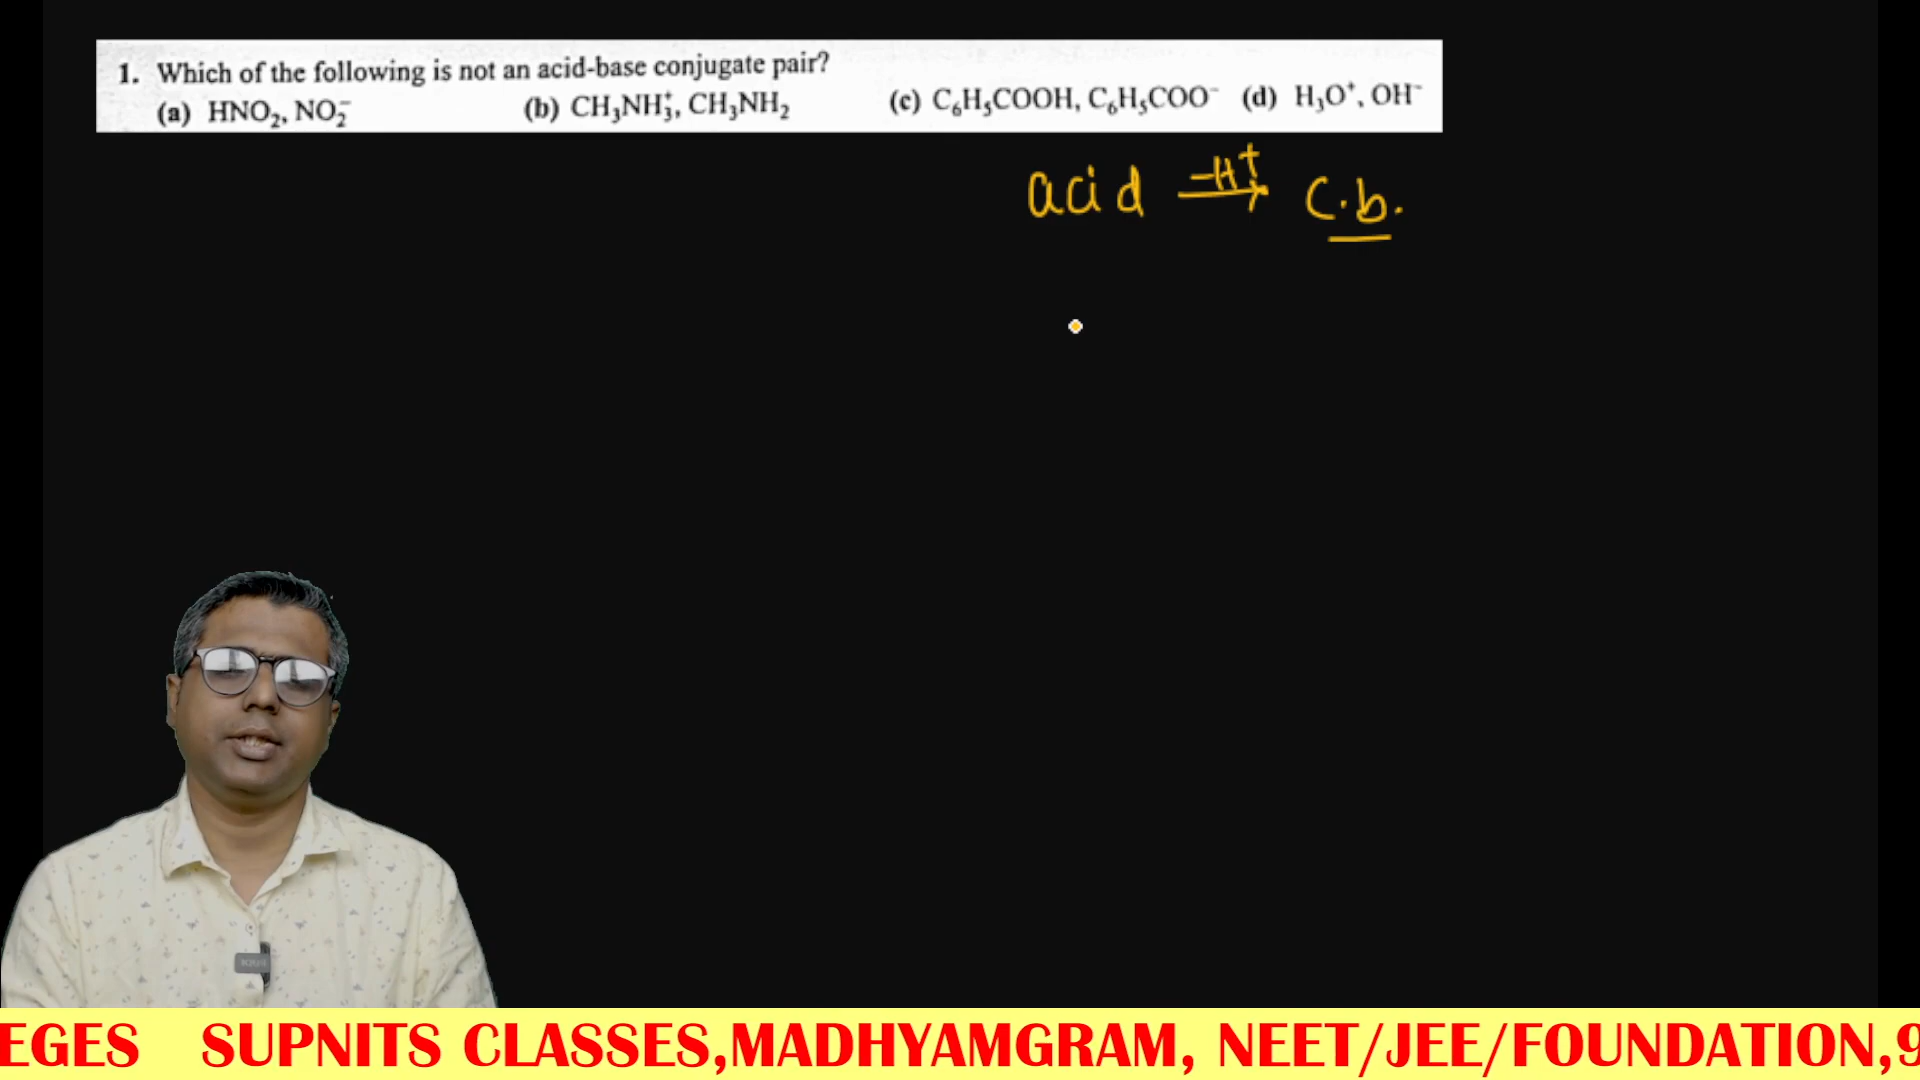 1. Which of the following is not an acid-base conjugate pair?
(a) HNO₂, NO₂⁻ (b) CH₃NH₃⁺, CH₃NH₂ (c) C₆H₅COOH, C₆H₅COO⁻ (d) H₃O⁺, OH⁻
acid -H⁺→ c.b.
EGES SUPNITS CLASSES,MADHYAMGRAM, NEET/JEE/FOUNDATION,9